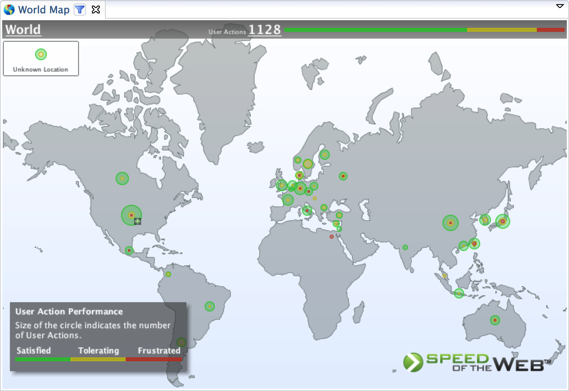 World Map
World
User Actions 1128
Unknown Location
User Action Performance
Size of the circle indicates the number
of User Actions.
Satisfied Tolerating Frustrated
SPEED
OF THE WEB™